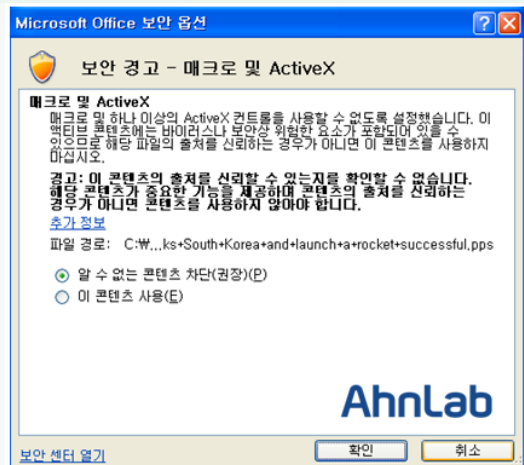 Microsoft Office 보안 옵션
보안 경고 - 매크로 및 ActiveX
매크로 및 ActiveX
매크로 및 하나 이상의 ActiveX 컨트롤을 사용할 수 없도록 설정했습니다. 이
액티브 콘텐츠에는 바이러스나 보안상 위험한 요소가 포함되어 있을 수
있으므로 해당 파일의 출처를 신뢰하는 경우가 아니면 이 콘텐츠를 사용하지
마십시오.
경고: 이 콘텐츠의 출처를 신뢰할 수 있는지를 확인할 수 없습니다.
해당 콘텐츠가 중요한 기능을 제공하며 콘텐츠의 출처를 신뢰하는
경우가 아니면 콘텐츠를 사용하지 않아야 합니다.
추가 정보
파일 경로: C:₩...ks+South+Korea+and+launch+a+rocket+successful.pps
알 수 없는 콘텐츠 차단(권장)(P)
이 콘텐츠 사용(E)
AhnLab
보안 센터 열기
확인
취소